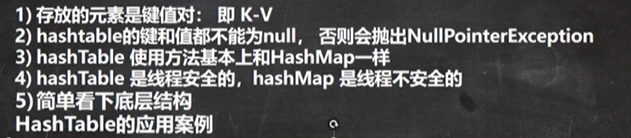 1) 存放的元素是键值对： 即 K-V
2) hashtable的键和值都不能为null， 否则会抛出NullPointerException
3) hashTable 使用方法基本上和HashMap一样
4) hashTable 是线程安全的，hashMap 是线程不安全的
5) 简单看下底层结构
HashTable的应用案例